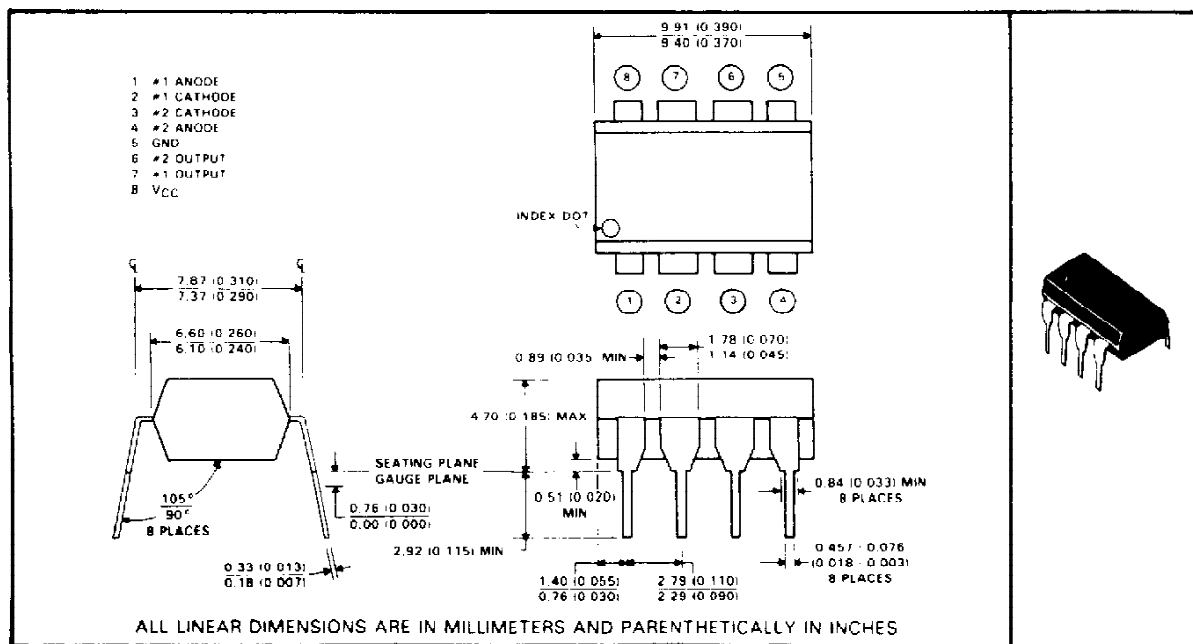 9.91 (0.390)
9.40 (0.370)
1 #1 ANODE
2 #1 CATHODE
3 #2 CATHODE
4 #2 ANODE
5 GND
6 #2 OUTPUT
7 #1 OUTPUT
8 VCC
8 7 6 5
INDEX DOT
1 2 3 4
7.87 (0.310)
7.37 (0.290)
6.60 (0.260)
6.10 (0.240)
0.89 (0.035 MIN
1.78 (0.070)
1.14 (0.045)
4.70 (0.185) MAX
SEATING PLANE
GAUGE PLANE
105°
90°
8 PLACES
0.76 (0.030)
0.00 (0.000)
0.51 (0.020)
MIN
0.84 (0.033) MIN
8 PLACES
2.92 (0.115) MIN
0.33 (0.013)
0.18 (0.007)
1.40 (0.055)
0.76 (0.030)
2.79 (0.110)
2.29 (0.090)
0.457 - 0.076
(0.018 - 0.003)
8 PLACES
ALL LINEAR DIMENSIONS ARE IN MILLIMETERS AND PARENTHETICALLY IN INCHES